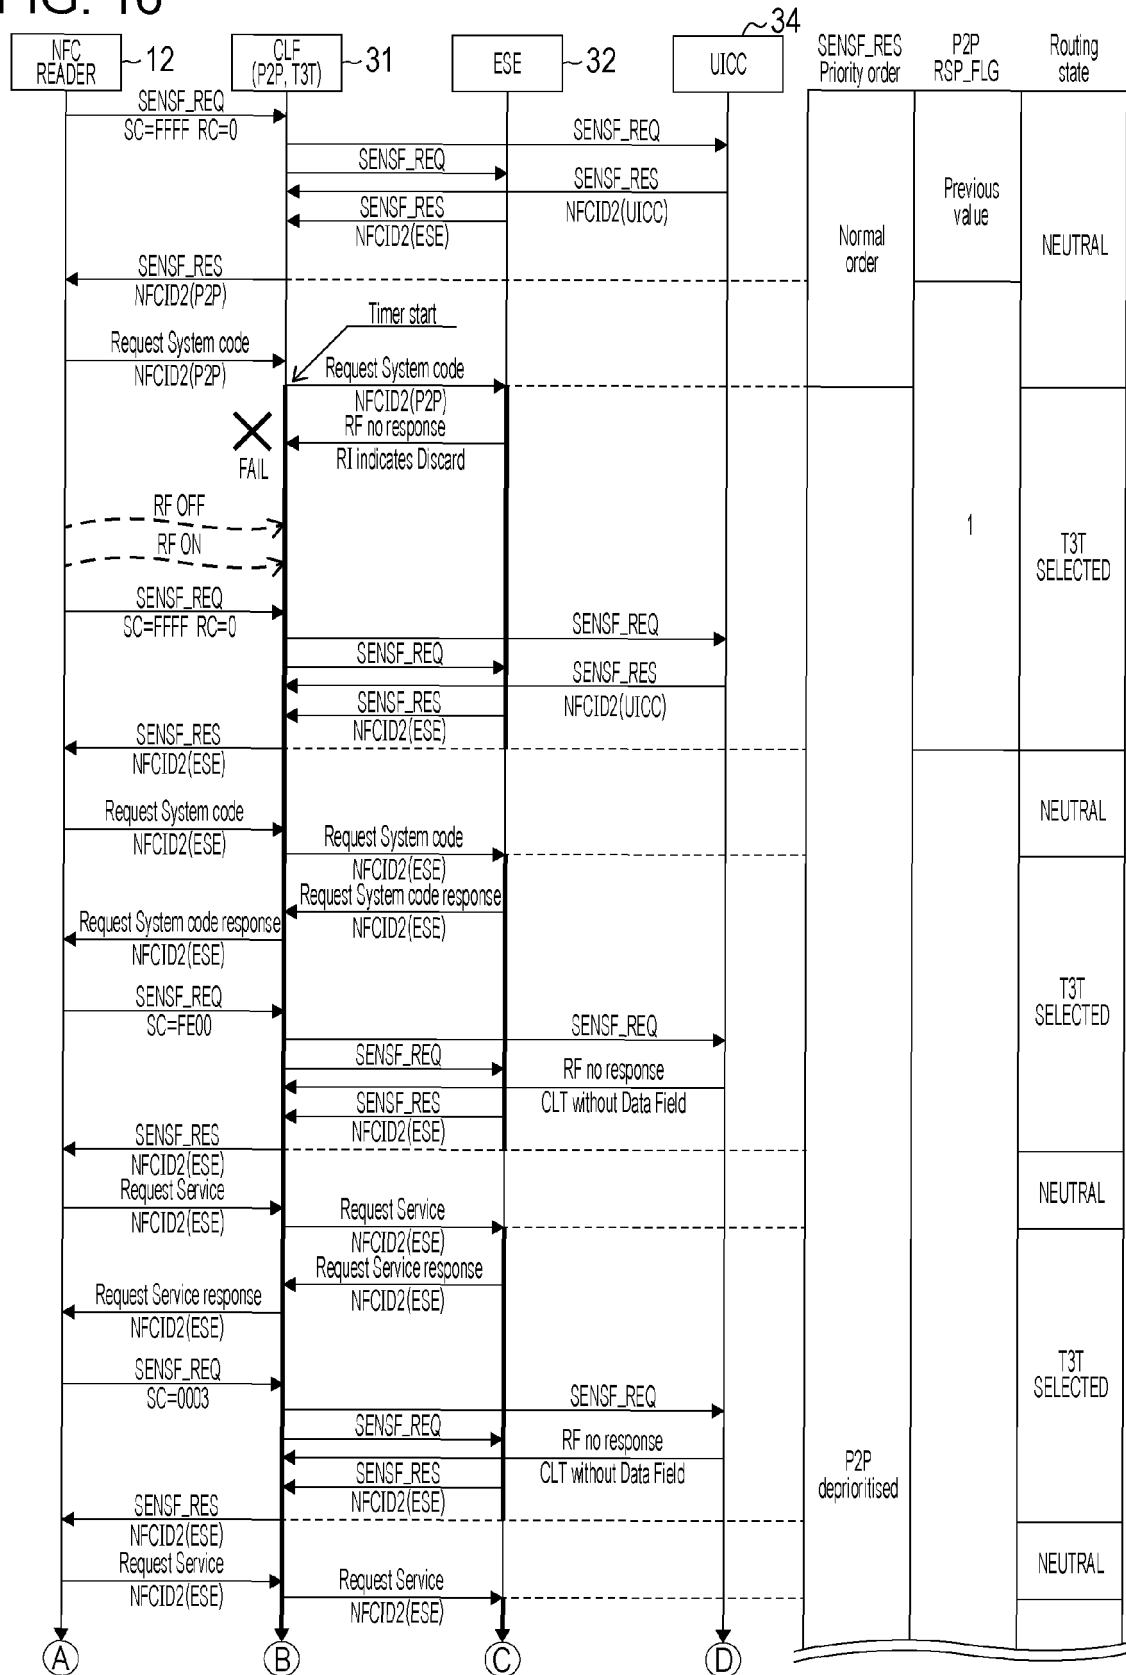 FIG. 16
34
NFC READER
12
CLF (P2P, T3T)
31
ESE
32
UICC
SENSF_RES Priority order
P2P RSP_FLG
Routing state
SENSF_REQ
SC=FFFF RC=0
SENSF_REQ
SENSF_REQ
SENSF_RES
NFCID2(UICC)
SENSF_RES
NFCID2(ESE)
Previous value
Normal order
NEUTRAL
SENSF_RES
NFCID2(P2P)
Timer start
Request System code
NFCID2(P2P)
Request System code
NFCID2(P2P)
RF no response
RI indicates Discard
FAIL
RF OFF
RF ON
1
T3T SELECTED
SENSF_REQ
SC=FFFF RC=0
SENSF_REQ
SENSF_REQ
SENSF_RES
NFCID2(UICC)
SENSF_RES
NFCID2(ESE)
SENSF_RES
NFCID2(ESE)
Request System code
NFCID2(ESE)
NEUTRAL
Request System code
NFCID2(ESE)
Request System code response
NFCID2(ESE)
Request System code response
NFCID2(ESE)
SENSF_REQ
SC=FE00
T3T SELECTED
SENSF_REQ
SENSF_REQ
RF no response
CLT without Data Field
SENSF_RES
NFCID2(ESE)
SENSF_RES
NFCID2(ESE)
Request Service
NFCID2(ESE)
NEUTRAL
Request Service
NFCID2(ESE)
Request Service response
NFCID2(ESE)
Request Service response
NFCID2(ESE)
SENSF_REQ
SC=0003
T3T SELECTED
SENSF_REQ
SENSF_REQ
RF no response
CLT without Data Field
SENSF_RES
NFCID2(ESE)
P2P deprioritised
SENSF_RES
NFCID2(ESE)
Request Service
NFCID2(ESE)
NEUTRAL
Request Service
NFCID2(ESE)
A
B
C
D